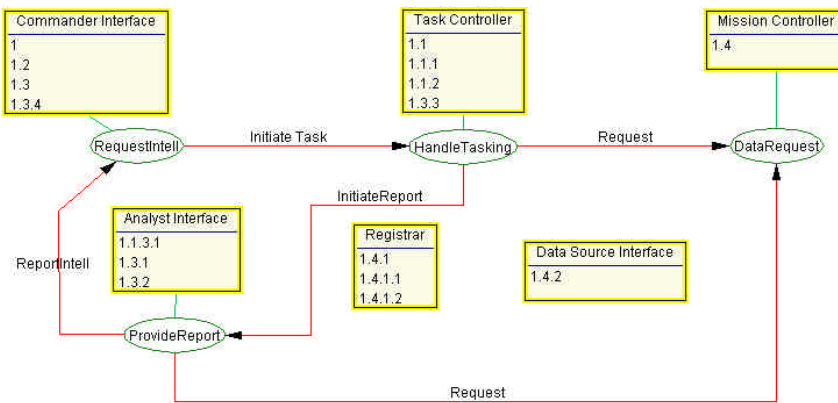 Commander Interface
1
1.2
1.3
1.3.4
Task Controller
1.1
1.1.1
1.1.2
1.3.3
Mission Controller
1.4
RequestIntell
Initiate Task
HandleTasking
Request
DataRequest
InitiateReport
Analyst Interface
1.1.3.1
1.3.1
1.3.2
Registrar
1.4.1
1.4.1.1
1.4.1.2
Data Source Interface
1.4.2
ReportIntell
ProvideReport
Request